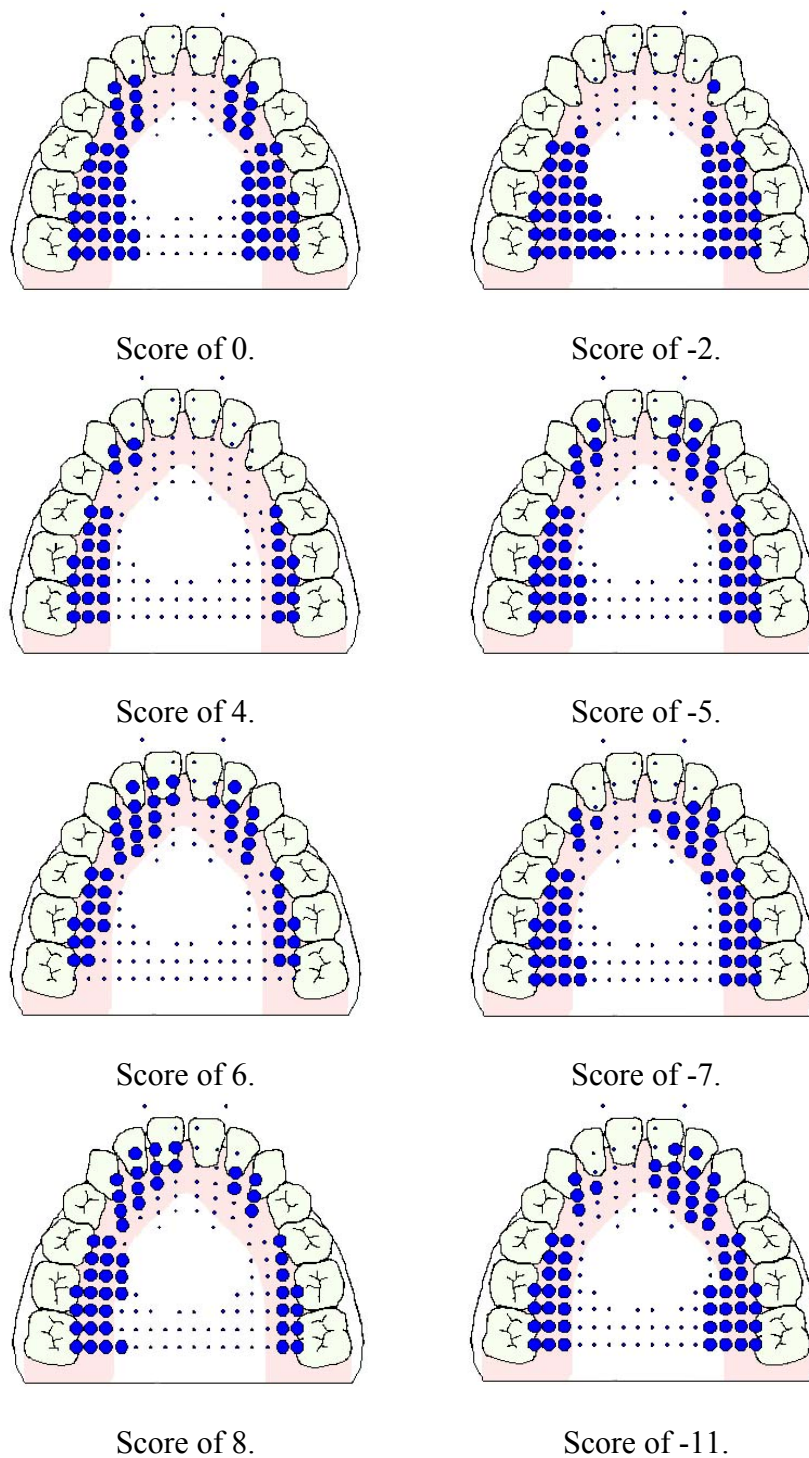 Score of 0.
Score of -2.
Score of 4.
Score of -5.
Score of 6.
Score of -7.
Score of 8.
Score of -11.